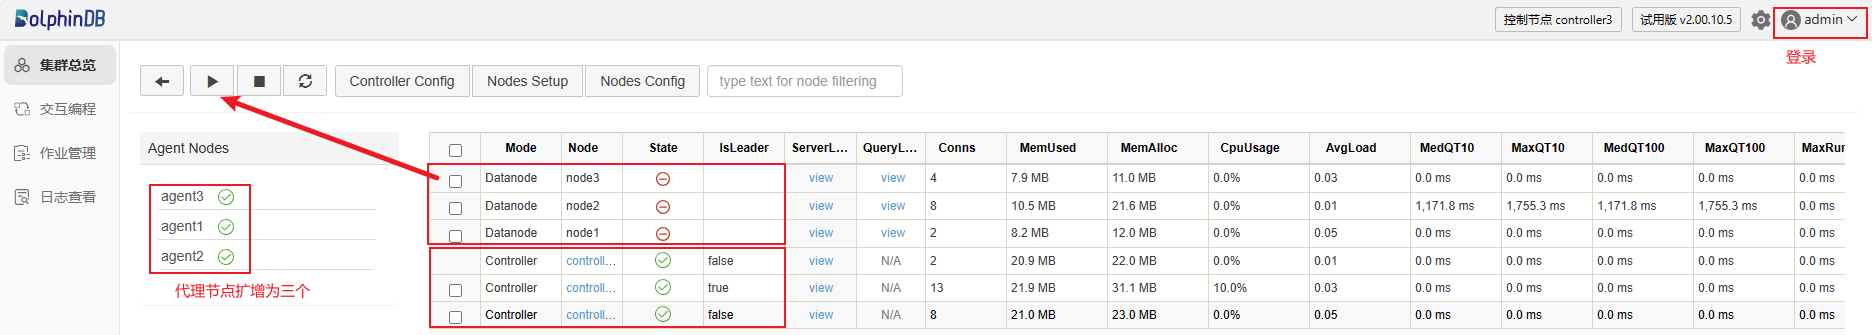 DolphinDB
控制节点 controller3 试用版 v2.00.10.5 admin
登录
集群总览
交互编程
作业管理
日志查看
Controller Config Nodes Setup Nodes Config type text for node filtering
Agent Nodes
agent3
agent1
agent2
代理节点扩增为三个
Mode Node State IsLeader ServerL... QueryL... Conns MemUsed MemAlloc CpuUsage AvgLoad MedQT10 MaxQT10 MedQT100 MaxQT100 MaxRun
Datanode node3 view view 4 7.9 MB 11.0 MB 0.0% 0.03 0.0 ms 0.0 ms 0.0 ms 0.0 ms 0.0 ms
Datanode node2 view view 8 10.5 MB 21.6 MB 0.0% 0.01 1,171.8 ms 1,755.3 ms 1,171.8 ms 1,755.3 ms 0.0 ms
Datanode node1 view view 2 8.2 MB 12.0 MB 0.0% 0.05 0.0 ms 0.0 ms 0.0 ms 0.0 ms 0.0 ms
Controller controll... false view N/A 2 20.9 MB 22.0 MB 0.0% 0.01 0.0 ms 0.0 ms 0.0 ms 0.0 ms 0.0 ms
Controller controll... true view N/A 13 21.9 MB 31.1 MB 10.0% 0.03 0.0 ms 0.0 ms 0.0 ms 0.0 ms 0.0 ms
Controller controll... false view N/A 8 21.0 MB 23.0 MB 0.0% 0.05 0.0 ms 0.0 ms 0.0 ms 0.0 ms 0.0 ms